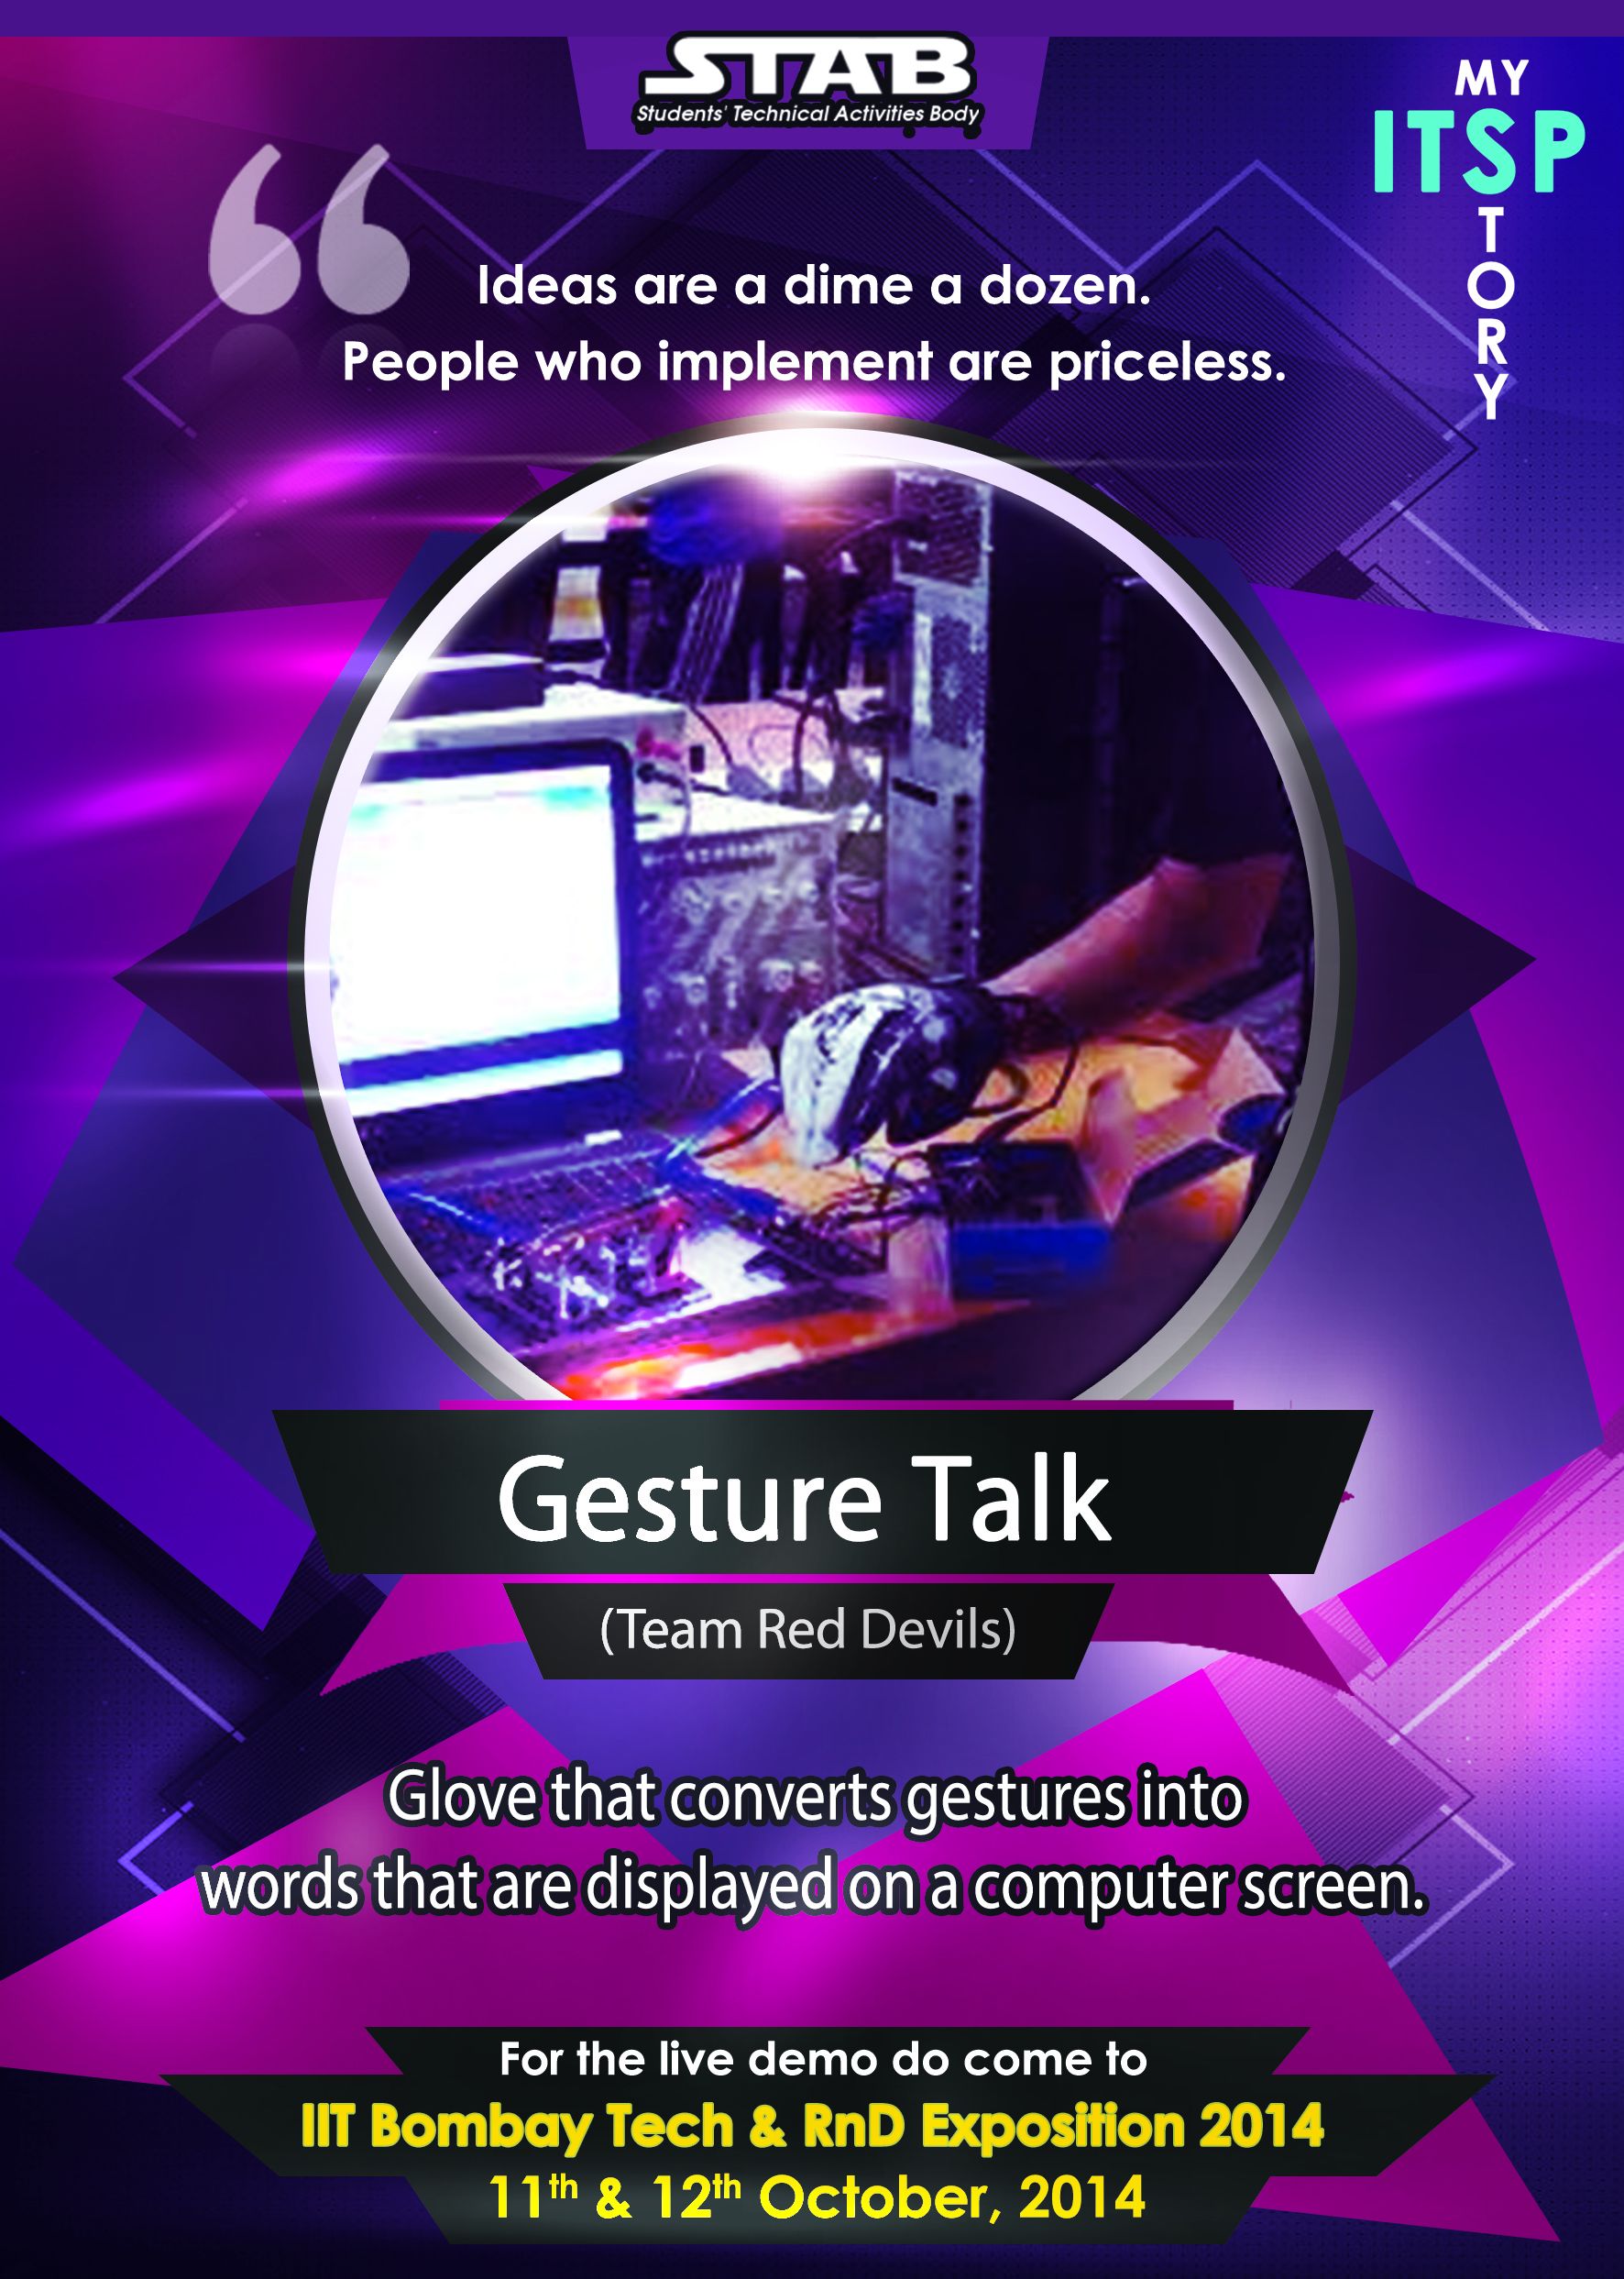 STAB
Students' Technical Activities Body
MY
ITSP
T
O
R
Y
“
Ideas are a dime a dozen.
People who implement are priceless.
Gesture Talk
(Team Red Devils)
Glove that converts gestures into
words that are displayed on a computer screen.
For the live demo do come to
IIT Bombay Tech & RnD Exposition 2014
11th & 12th October, 2014